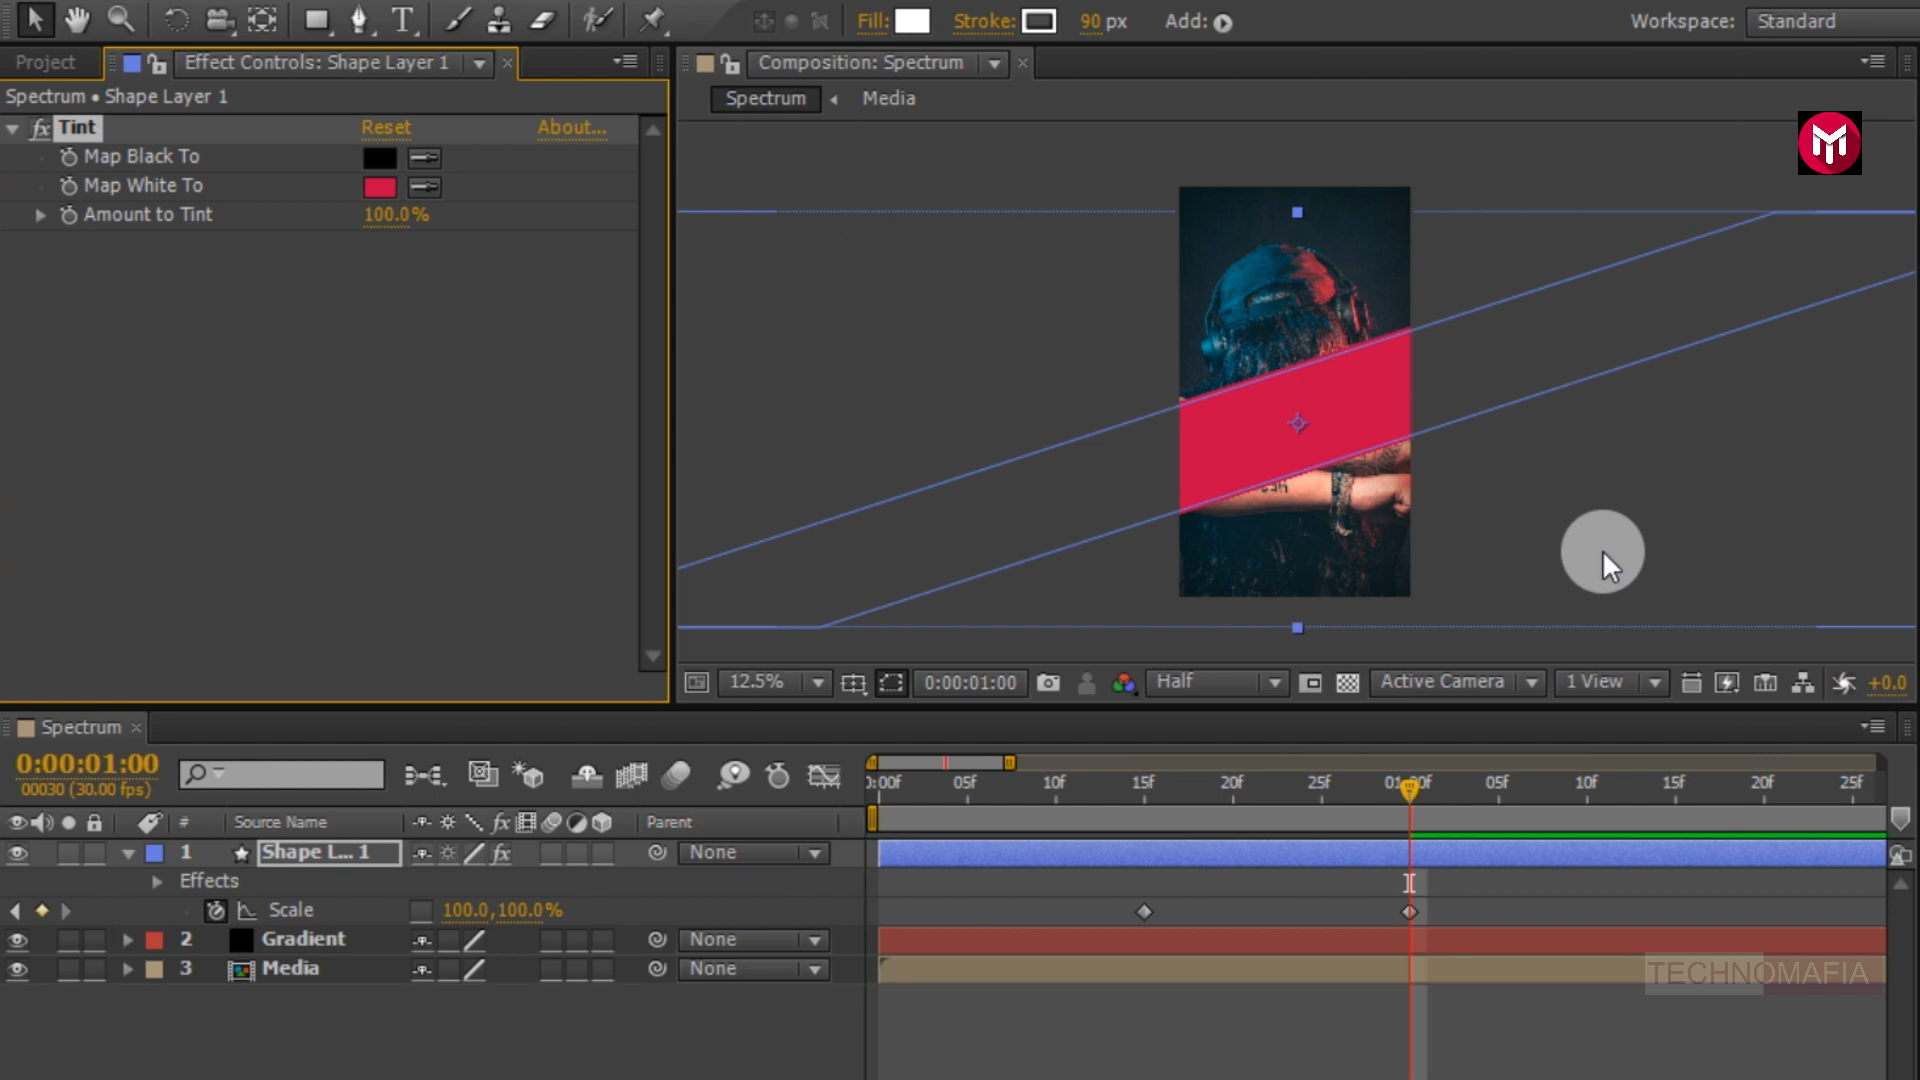 Fill: Stroke: 90 px Add: Workspace: Standard
Project Effect Controls: Shape Layer 1 × Composition: Spectrum ×
Spectrum • Shape Layer 1 Spectrum Media
fx Tint Reset About...
Map Black To
Map White To
Amount to Tint 100.0%
12.5% 0:00:01:00 Half Active Camera 1 View +0.0
Spectrum ×
0:00:01:00
00030 (30.00 fps)
05f 10f 15f 20f 25f 05f 10f 15f 20f 25f
# Source Name fx Parent
1 Shape L... 1 fx None
Effects
Scale 100.0,100.0%
2 Gradient None
3 Media None
TECHNOMAFIA